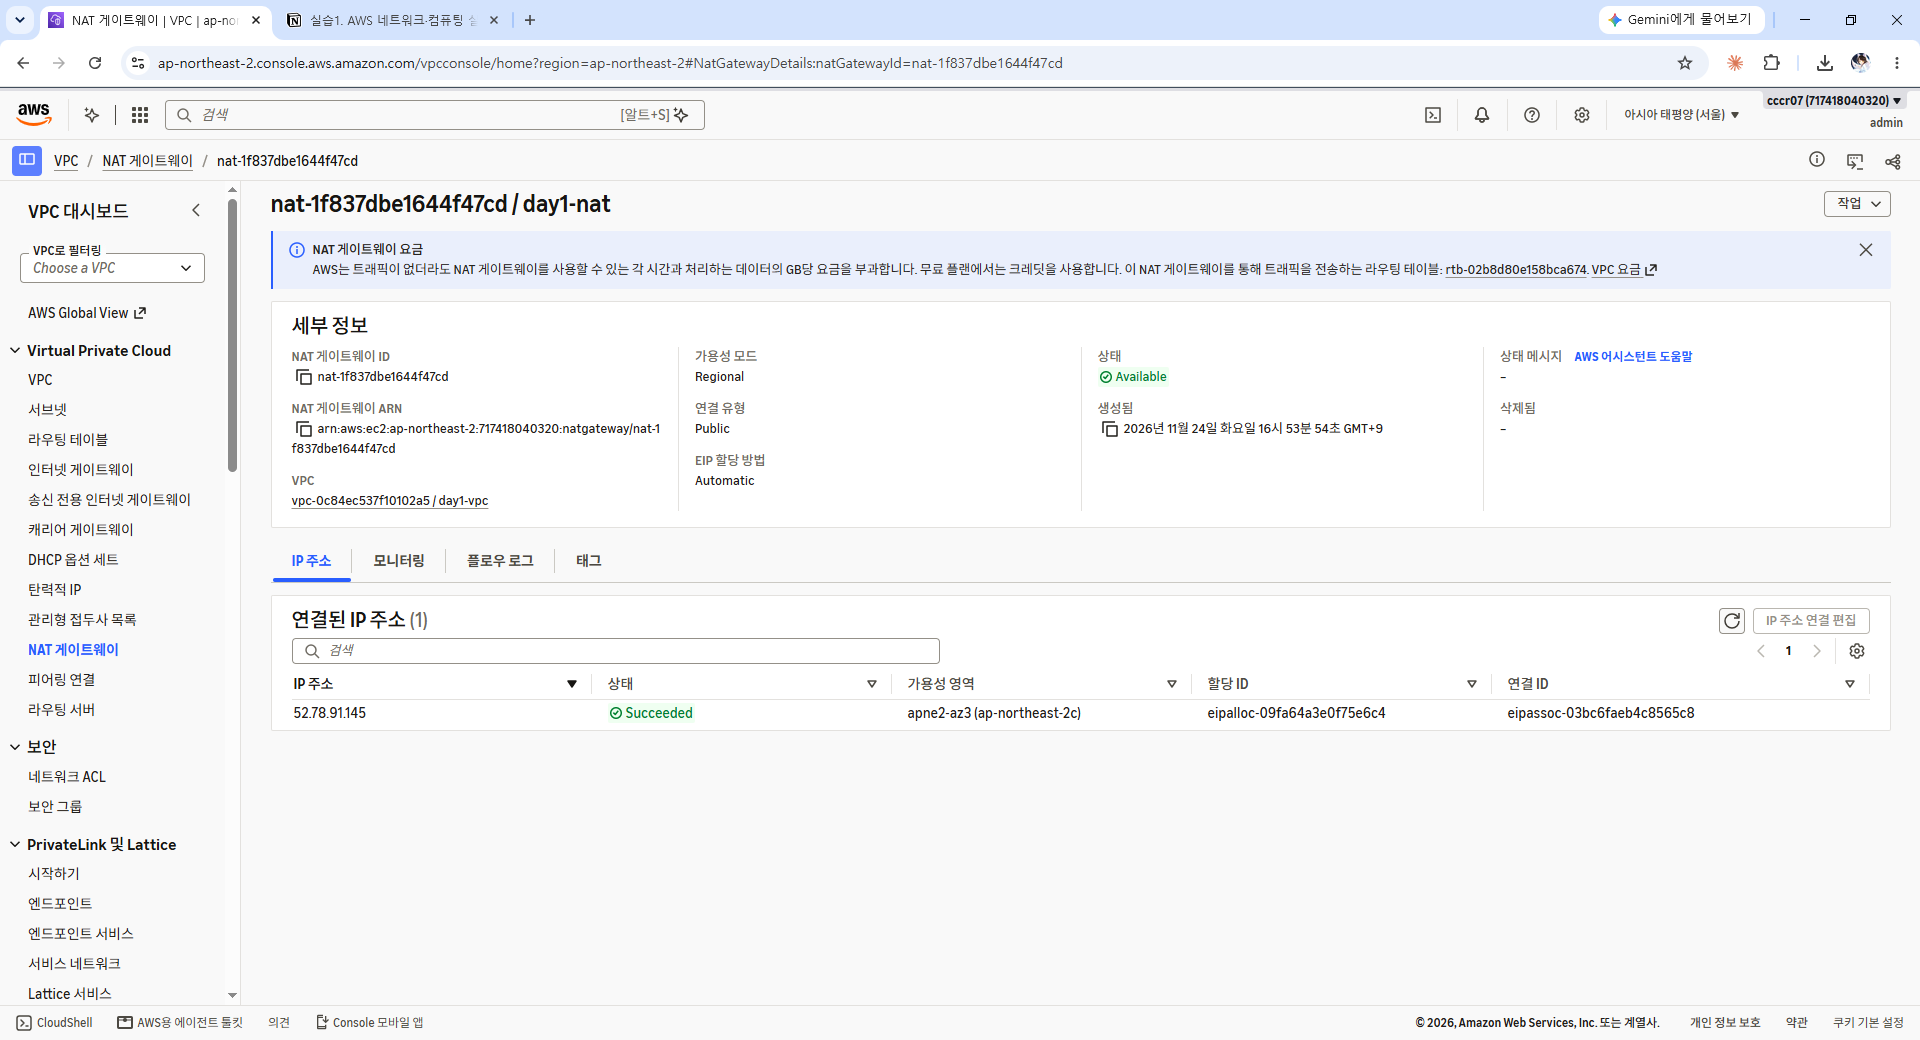 NAT 게이트웨이 | VPC | ap-no
실습1. AWS 네트워크·컴퓨팅
Gemini에게 물어보기
ap-northeast-2.console.aws.amazon.com/vpcconsole/home?region=ap-northeast-2#NatGatewayDetails:natGatewayId=nat-1f837dbe1644f47cd
aws
검색
[알트+S]
아시아 태평양 (서울)
cccr07 (717418040320)
admin
VPC / NAT 게이트웨이 / nat-1f837dbe1644f47cd
VPC 대시보드
VPC로 필터링
Choose a VPC
AWS Global View
Virtual Private Cloud
VPC
서브넷
라우팅 테이블
인터넷 게이트웨이
송신 전용 인터넷 게이트웨이
캐리어 게이트웨이
DHCP 옵션 세트
탄력적 IP
관리형 접두사 목록
NAT 게이트웨이
피어링 연결
라우팅 서버
보안
네트워크 ACL
보안 그룹
PrivateLink 및 Lattice
시작하기
엔드포인트
엔드포인트 서비스
서비스 네트워크
Lattice 서비스
nat-1f837dbe1644f47cd / day1-nat
작업
NAT 게이트웨이 요금
AWS는 트래픽이 없더라도 NAT 게이트웨이를 사용할 수 있는 각 시간과 처리하는 데이터의 GB당 요금을 부과합니다. 무료 플랜에서는 크레딧을 사용합니다. 이 NAT 게이트웨이를 통해 트래픽을 전송하는 라우팅 테이블: rtb-02b8d80e158bca674. VPC 요금
세부 정보
NAT 게이트웨이 ID
nat-1f837dbe1644f47cd
NAT 게이트웨이 ARN
arn:aws:ec2:ap-northeast-2:717418040320:natgateway/nat-1
f837dbe1644f47cd
VPC
vpc-0c84ec537f10102a5 / day1-vpc
가용성 모드
Regional
연결 유형
Public
EIP 할당 방법
Automatic
상태
Available
생성됨
2026년 11월 24일 화요일 16시 53분 54초 GMT+9
상태 메시지 AWS 어시스턴트 도움말
–
삭제됨
–
IP 주소
모니터링
플로우 로그
태그
연결된 IP 주소 (1)
IP 주소 연결 편집
검색
1
IP 주소 상태 가용성 영역 할당 ID 연결 ID
52.78.91.145 Succeeded apne2-az3 (ap-northeast-2c) eipalloc-09fa64a3e0f75e6c4 eipassoc-03bc6faeb4c8565c8
CloudShell
AWS용 에이전트 툴킷
의견
Console 모바일 앱
© 2026, Amazon Web Services, Inc. 또는 계열사.
개인 정보 보호
약관
쿠키 기본 설정